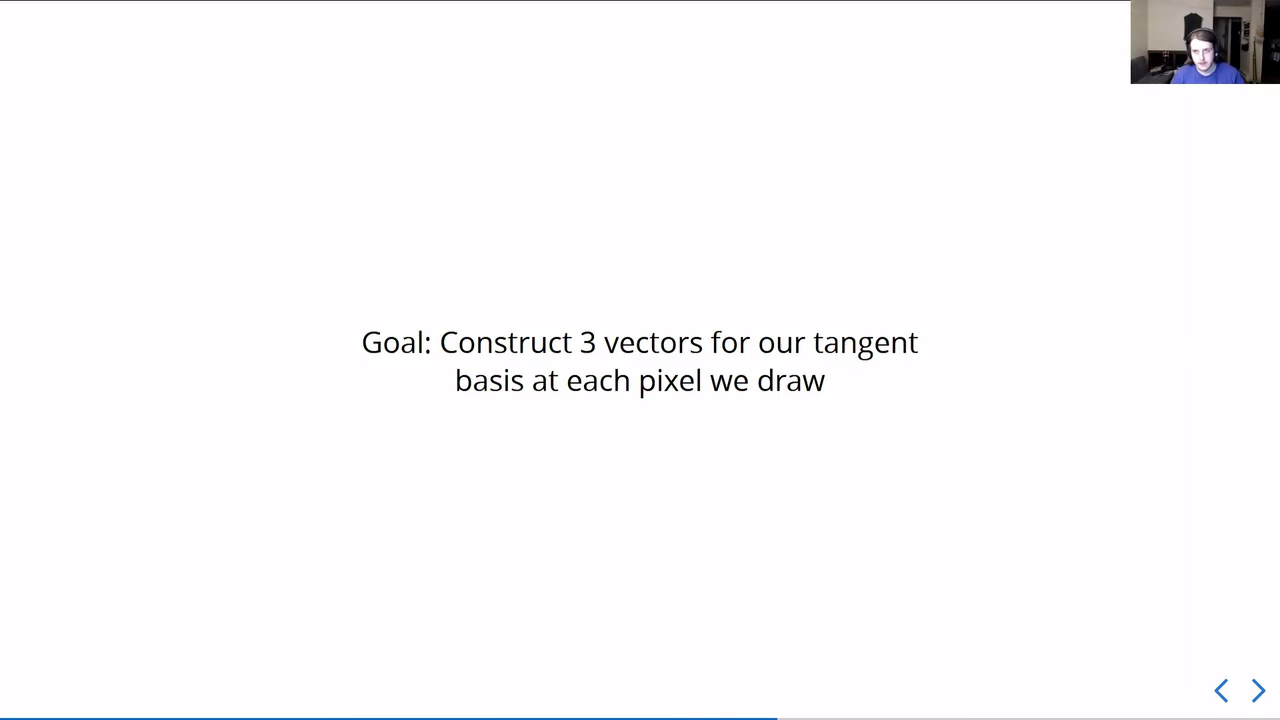 Goal: Construct 3 vectors for our tangent
basis at each pixel we draw